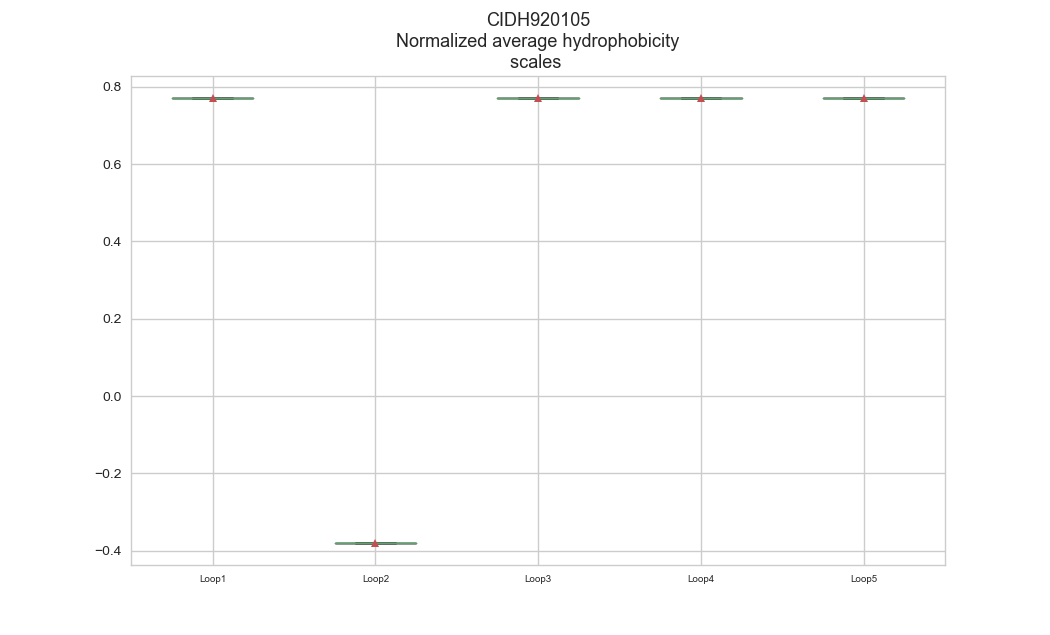 CIDH920105
Normalized average hydrophobicity
scales
0.8
0.6
0.4
0.2
0.0
−0.2
−0.4
Loop1 Loop2 Loop3 Loop4 Loop5